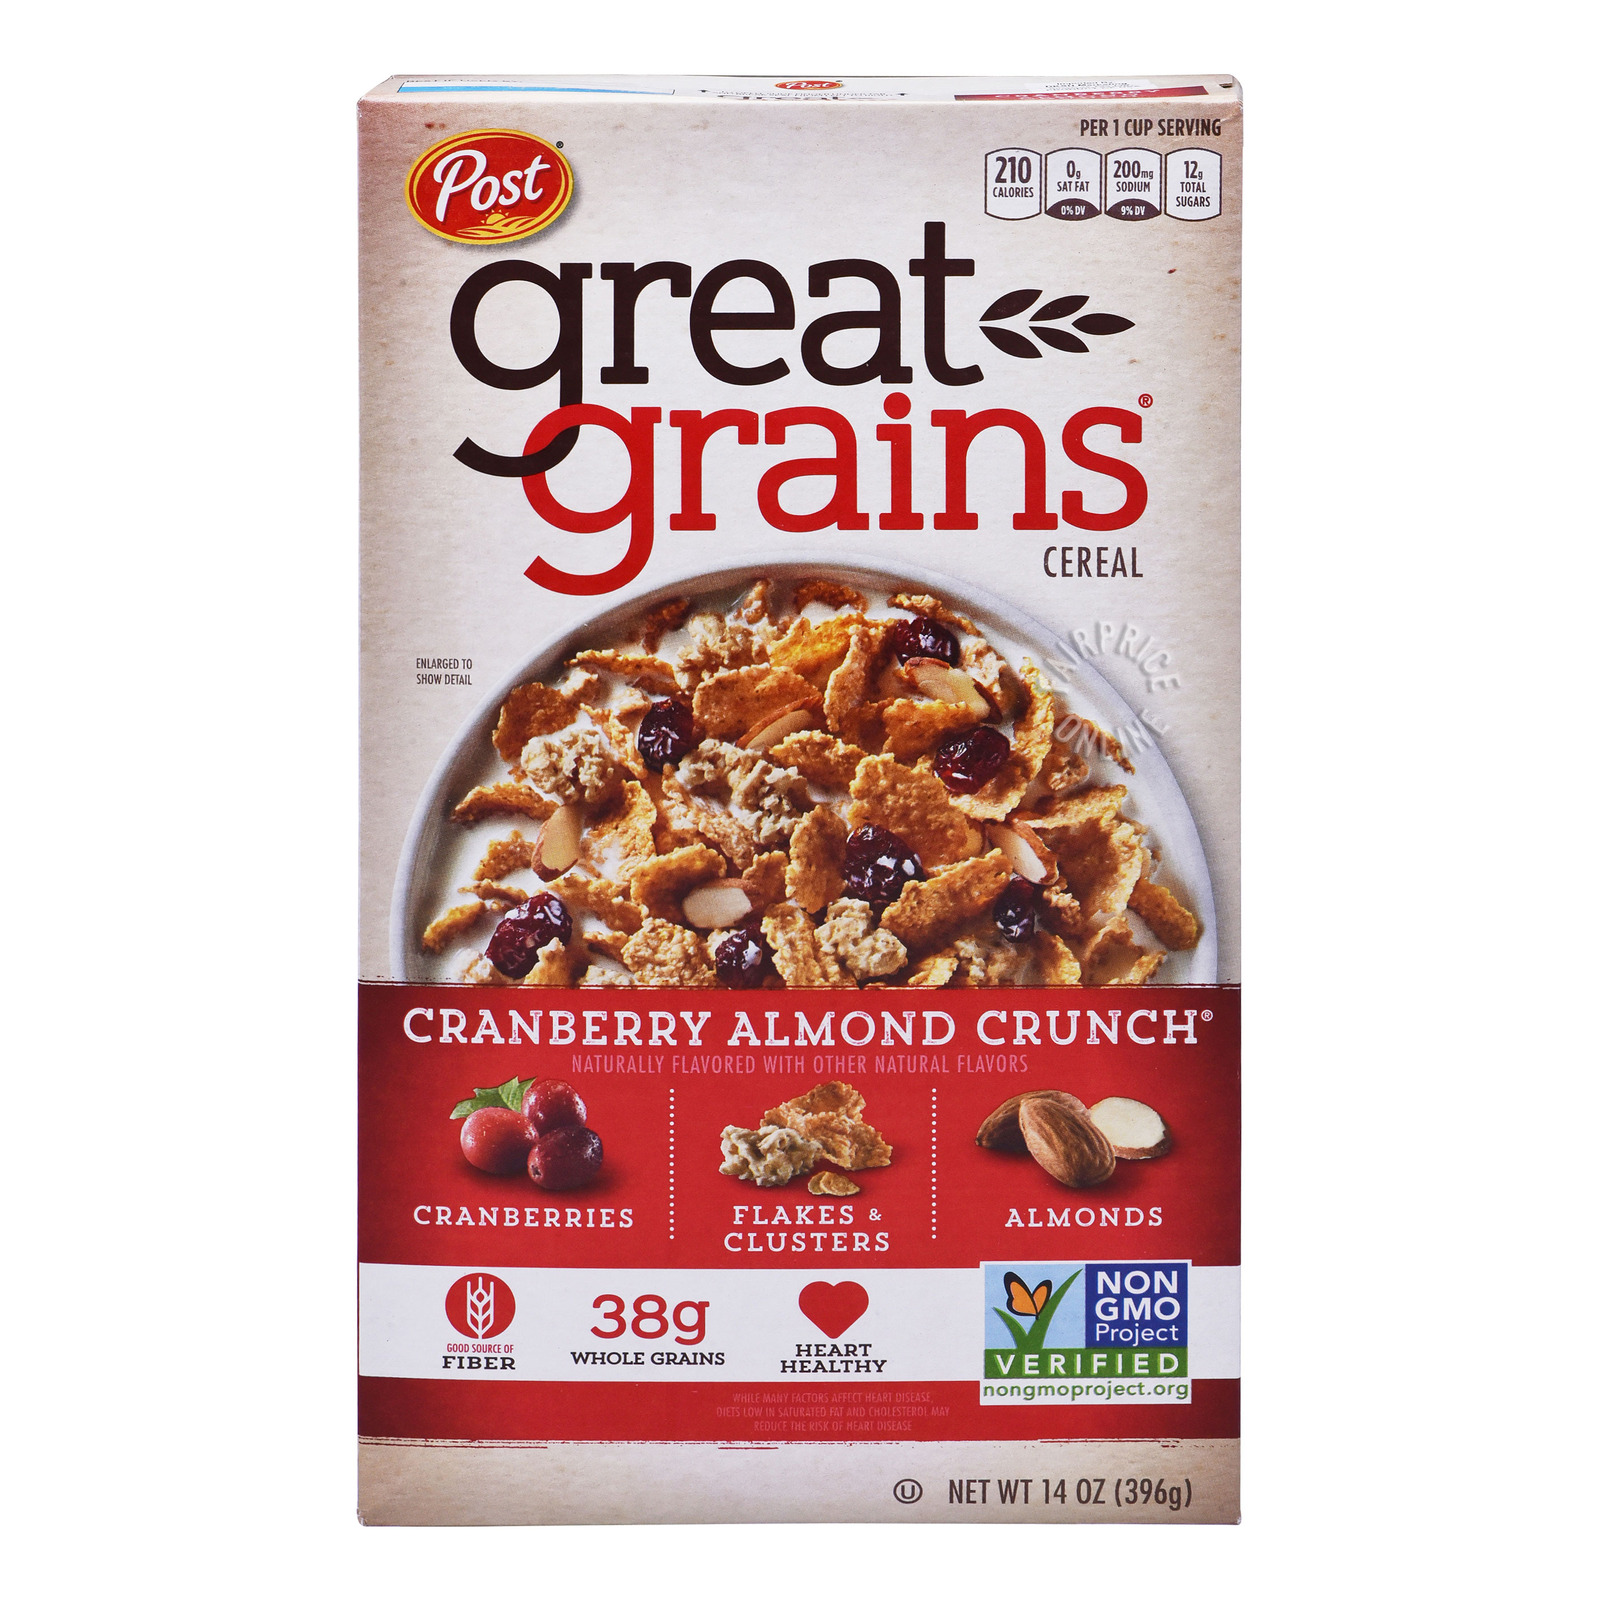 Post
great
Post®
PER 1 CUP SERVING
210 CALORIES
0g SAT FAT 0% DV
200mg SODIUM 9% DV
12g TOTAL SUGARS
great
grains®
CEREAL
ENLARGED TO
SHOW DETAIL
FAIRPRICE
ONLINE
CRANBERRY ALMOND CRUNCH®
NATURALLY FLAVORED WITH OTHER NATURAL FLAVORS
CRANBERRIES
FLAKES &
CLUSTERS
ALMONDS
GOOD SOURCE OF
FIBER
38g
WHOLE GRAINS
HEART
HEALTHY
NON
GMO
Project
VERIFIED
nongmoproject.org
WHILE MANY FACTORS AFFECT HEART DISEASE,
DIETS LOW IN SATURATED FAT AND CHOLESTEROL MAY
REDUCE THE RISK OF HEART DISEASE
U NET WT 14 OZ (396g)